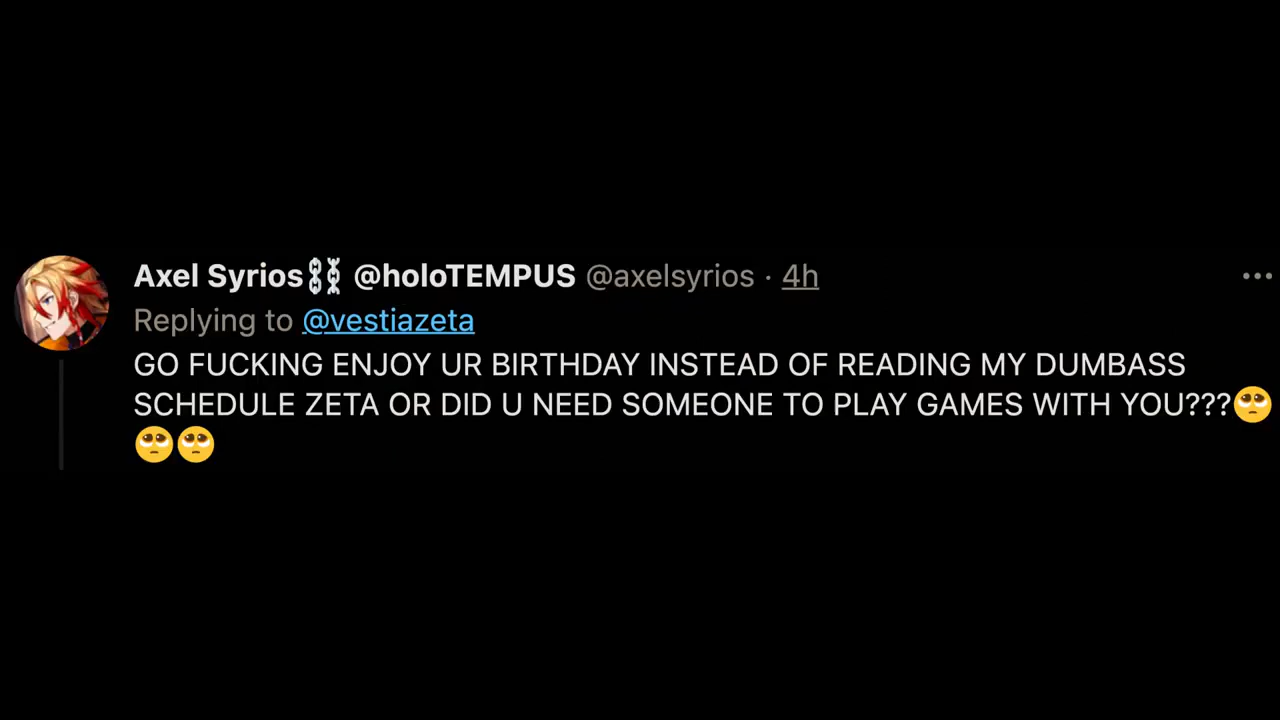 Axel Syrios⛓️⛓️ @holoTEMPUS @axelsyrios · 4h
Replying to @vestiazeta
GO FUCKING ENJOY UR BIRTHDAY INSTEAD OF READING MY DUMBASS
SCHEDULE ZETA OR DID U NEED SOMEONE TO PLAY GAMES WITH YOU???🥺
🥺🥺